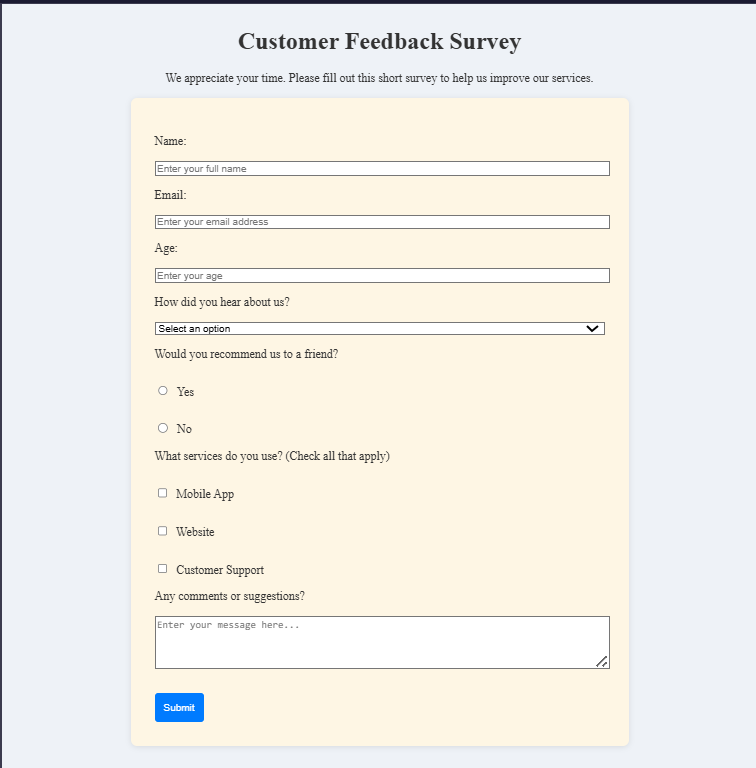 Customer Feedback Survey
We appreciate your time. Please fill out this short survey to help us improve our services.
Name:
Enter your full name
Email:
Enter your email address
Age:
Enter your age
How did you hear about us?
Select an option
Would you recommend us to a friend?
Yes
No
What services do you use? (Check all that apply)
Mobile App
Website
Customer Support
Any comments or suggestions?
Enter your message here...
Submit